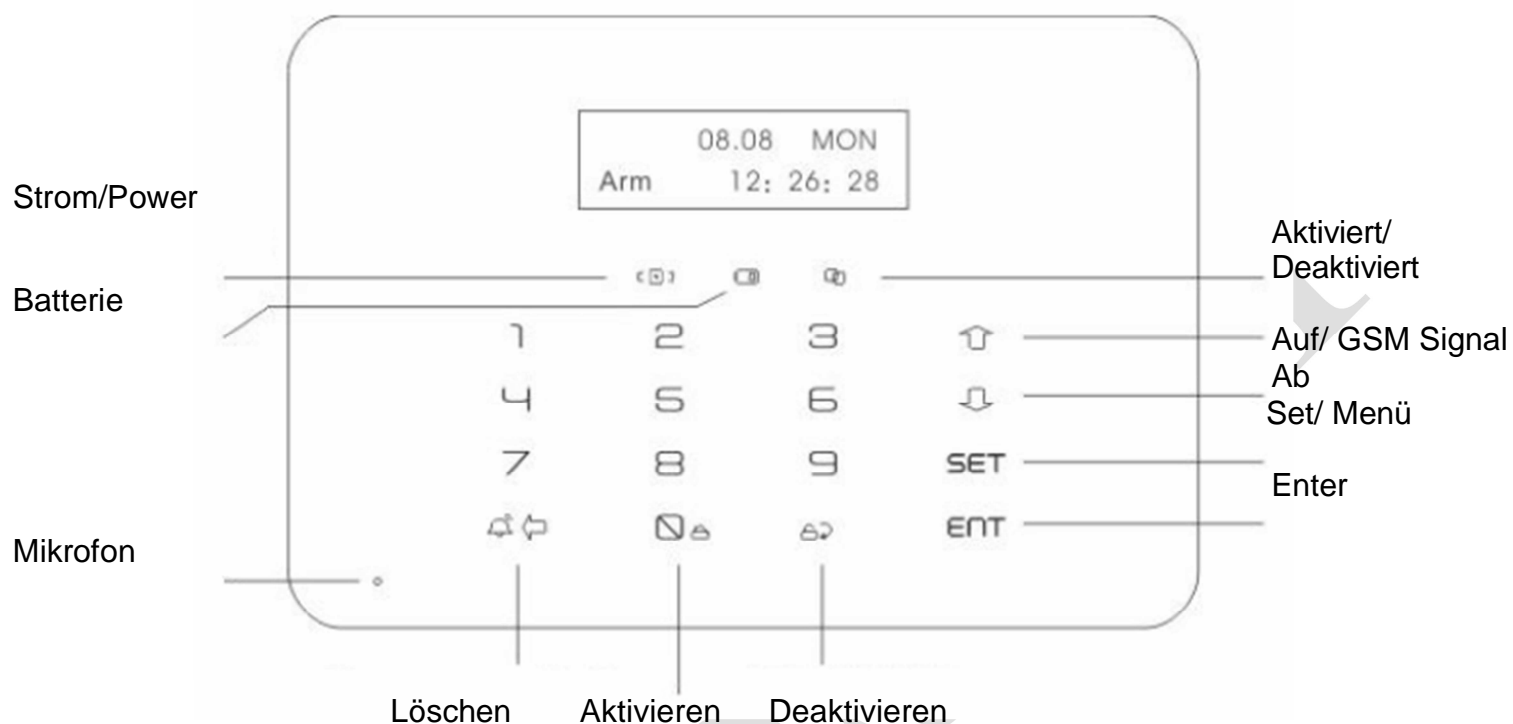 08.08 MON
Arm 12: 26: 28
Strom/Power
Aktiviert/
Deaktiviert
Batterie
1 2 3
Auf/ GSM Signal
4 5 6
Ab
Set/ Menü
7 8 9 SET
Enter
0 ENT
Mikrofon
Löschen Aktivieren Deaktivieren